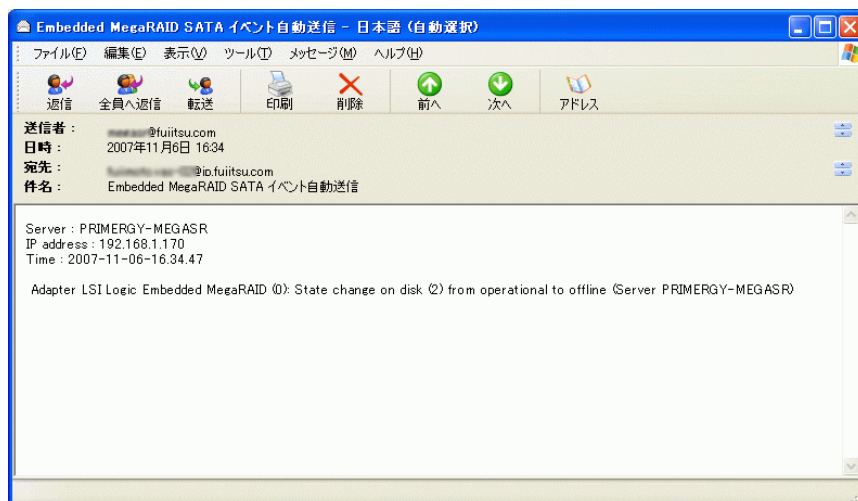 Embedded MegaRAID SATA イベント自動送信 - 日本語 (自動選択)
ファイル(F) 編集(E) 表示(V) ツール(T) メッセージ(M) ヘルプ(H)
返信 全員へ返信 転送 印刷 削除 前へ 次へ アドレス
送信者： @fujitsu.com
日時： 2007年11月6日 16:34
宛先： @jp.fujitsu.com
件名： Embedded MegaRAID SATA イベント自動送信
Server : PRIMERGY-MEGASR
IP address : 192.168.1.170
Time : 2007-11-06-16.34.47
Adapter LSI Logic Embedded MegaRAID (0): State change on disk (2) from operational to offline (Server PRIMERGY-MEGASR)